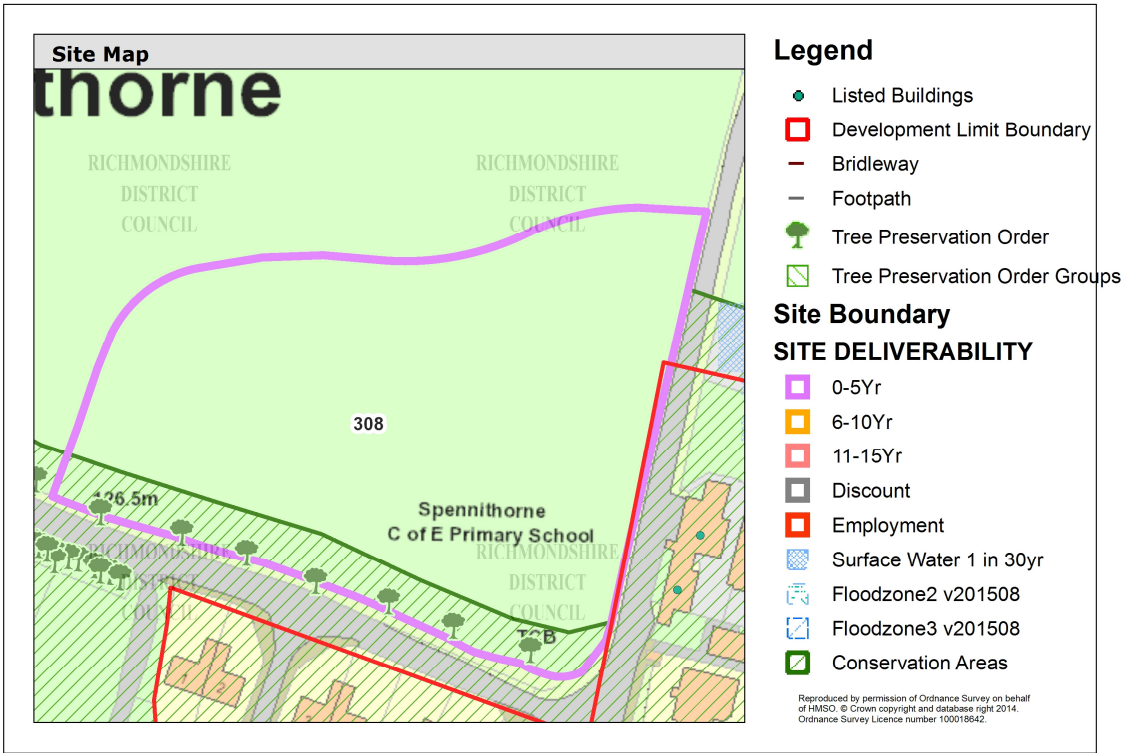 Site Map
thorne
RICHMONDSHIRE
DISTRICT
COUNCIL
RICHMONDSHIRE
DISTRICT
COUNCIL
308
126.5m
Spennithorne
C of E Primary School
RICHMONDSHIRE
DISTRICT
COUNCIL
RICHMONDSHIRE
DISTRICT
COUNCIL
TCB
1
2
Legend
Listed Buildings
Development Limit Boundary
Bridleway
Footpath
Tree Preservation Order
Tree Preservation Order Groups
Site Boundary
SITE DELIVERABILITY
0-5Yr
6-10Yr
11-15Yr
Discount
Employment
Surface Water 1 in 30yr
Floodzone2 v201508
Floodzone3 v201508
Conservation Areas
Reproduced by permission of Ordnance Survey on behalf
of HMSO. © Crown copyright and database right 2014.
Ordnance Survey Licence number 100018642.